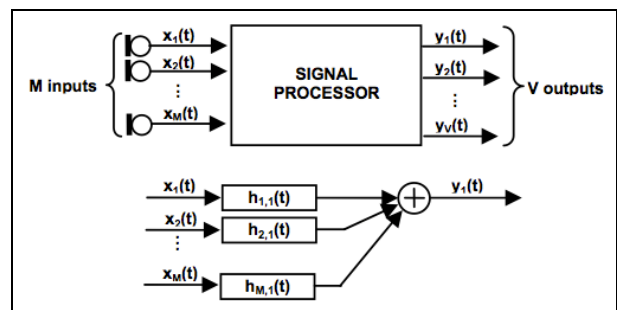 x₁(t) y₁(t)
x₂(t) SIGNAL y₂(t)
M inputs ⋮ PROCESSOR ⋮ V outputs
x_M(t) y_V(t)
x₁(t) h₁,₁(t) + y₁(t)
x₂(t) h₂,₁(t)
⋮
x_M(t) h_M,₁(t)